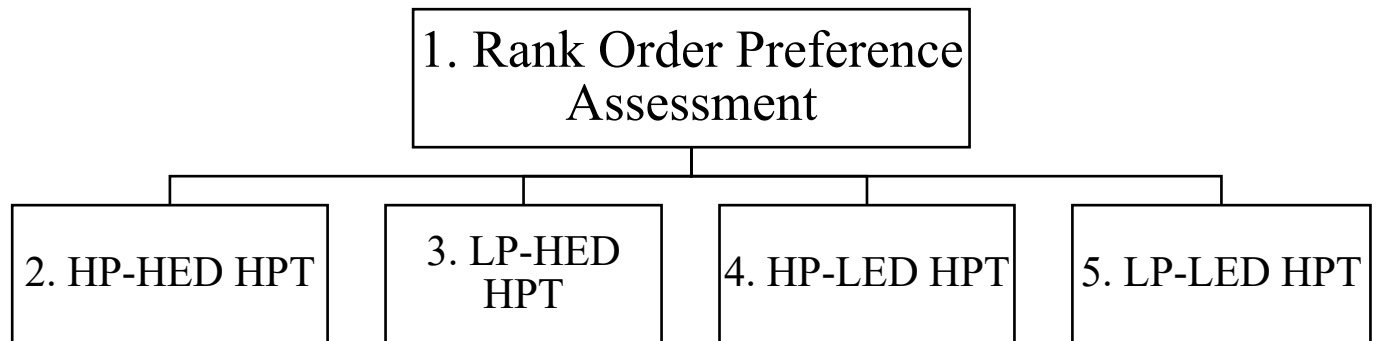 1. Rank Order Preference
Assessment
2. HP-HED HPT
3. LP-HED
HPT
4. HP-LED HPT
5. LP-LED HPT